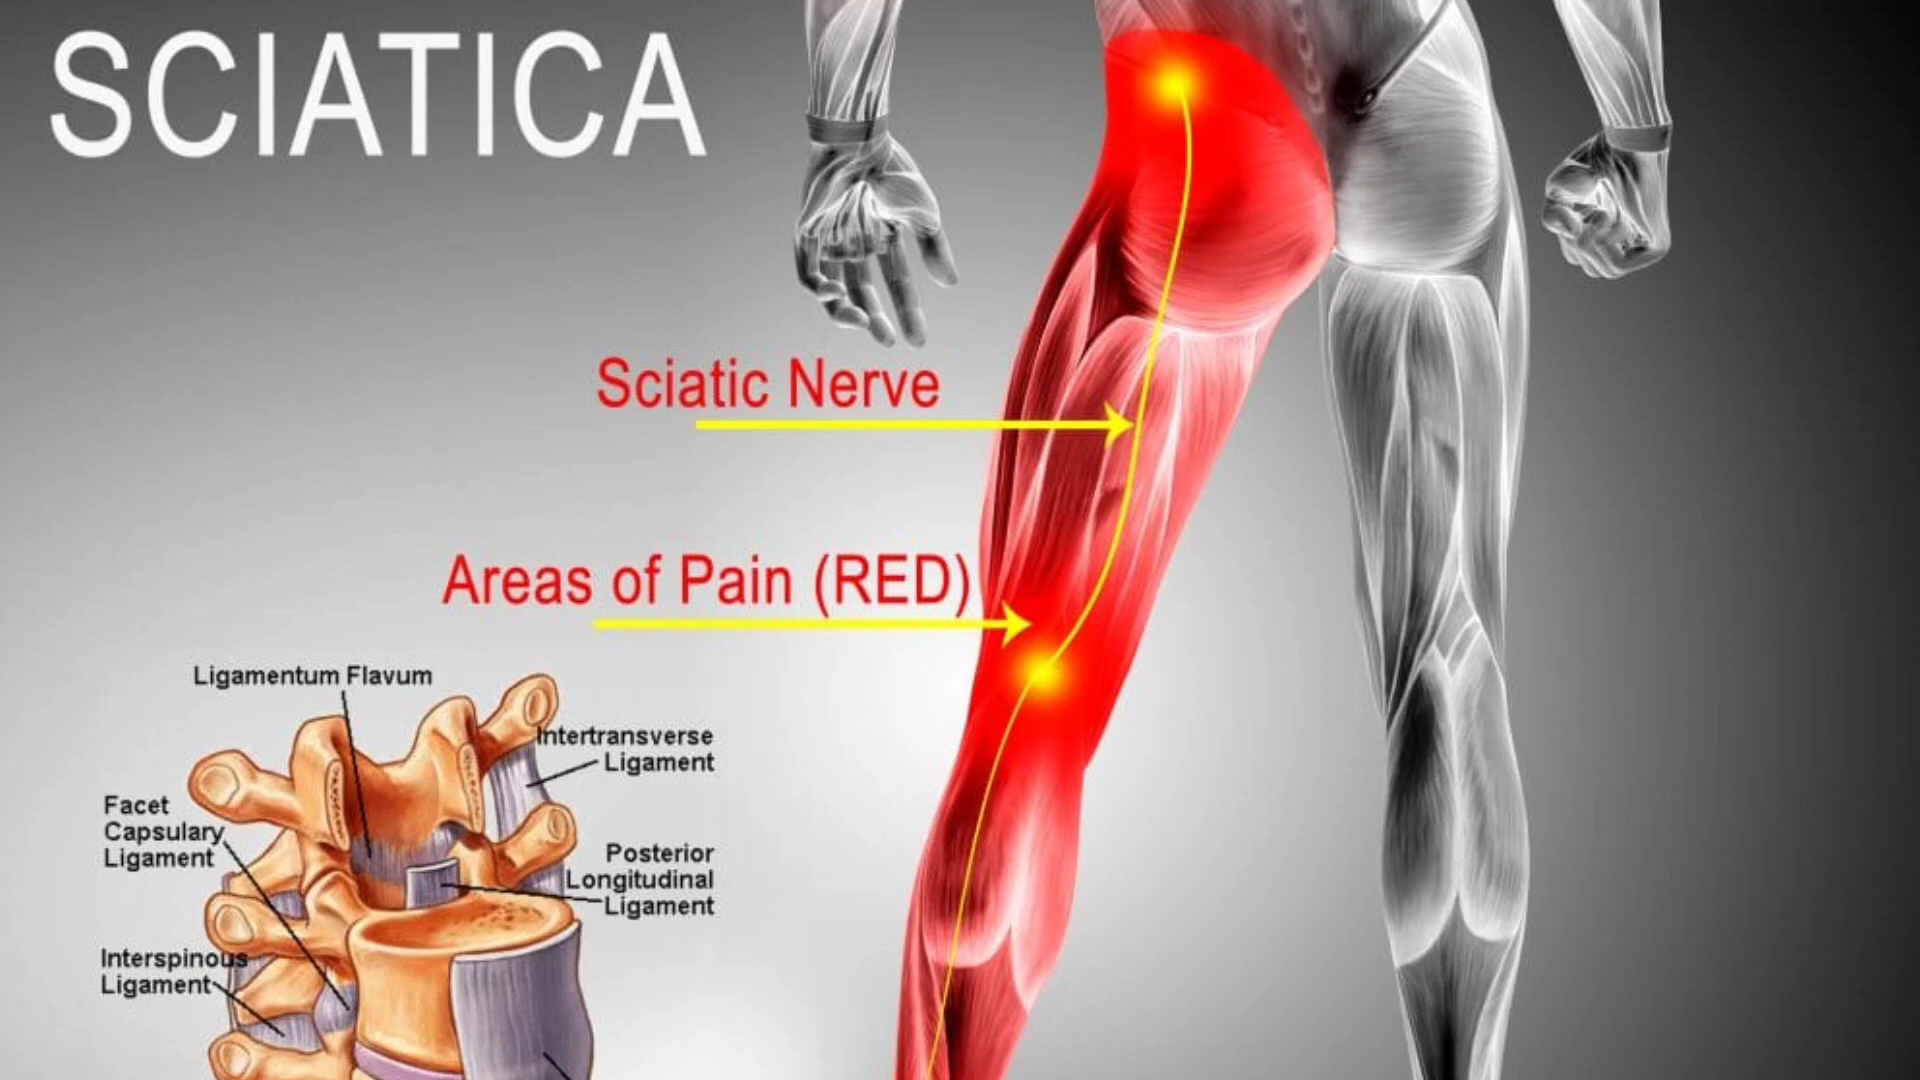 SCIATICA
Sciatic Nerve
Areas of Pain (RED)
Ligamentum Flavum
Intertransverse
Ligament
Facet
Capsulary
Ligament
Posterior
Longitudinal
Ligament
Interspinous
Ligament